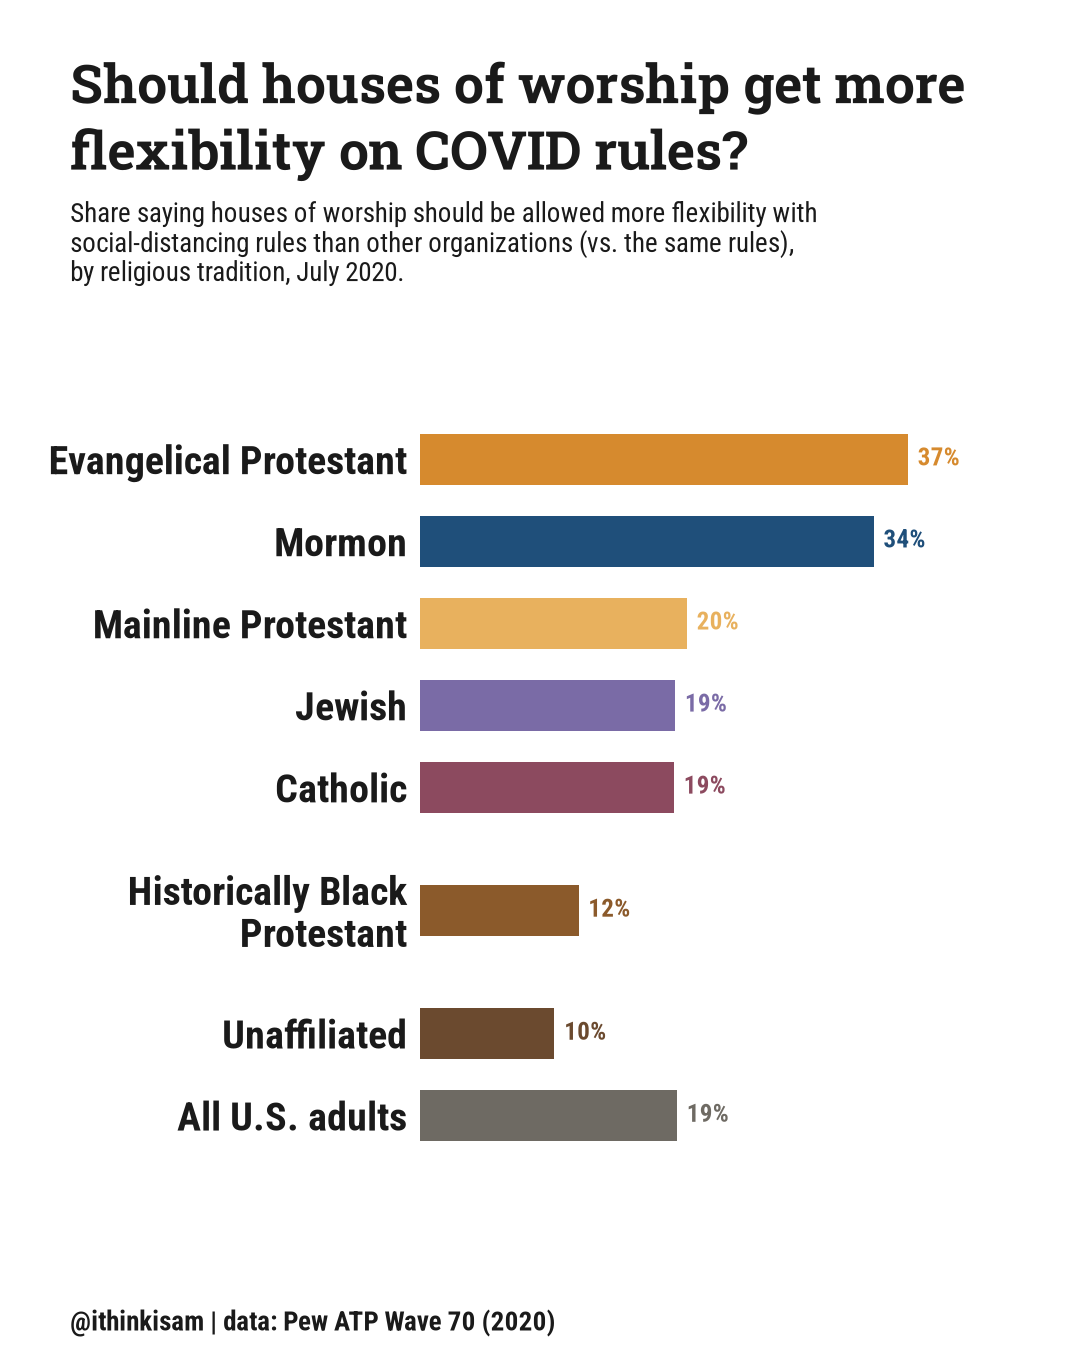 Should houses of worship get more
flexibility on COVID rules?
Share saying houses of worship should be allowed more flexibility with
social-distancing rules than other organizations (vs. the same rules),
by religious tradition, July 2020.
Evangelical Protestant 37%
Mormon 34%
Mainline Protestant 20%
Jewish 19%
Catholic 19%
Historically Black
Protestant 12%
Unaffiliated 10%
All U.S. adults 19%
@ithinkisam | data: Pew ATP Wave 70 (2020)